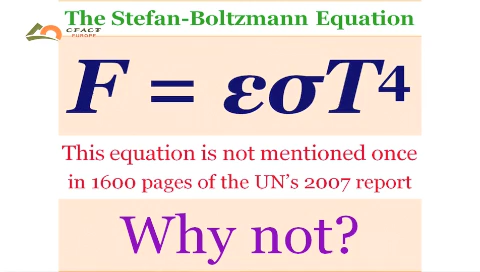 The Stefan-Boltzmann Equation
CFACT
EUROPE
F = εσT⁴
This equation is not mentioned once
in 1600 pages of the UN's 2007 report
Why not?